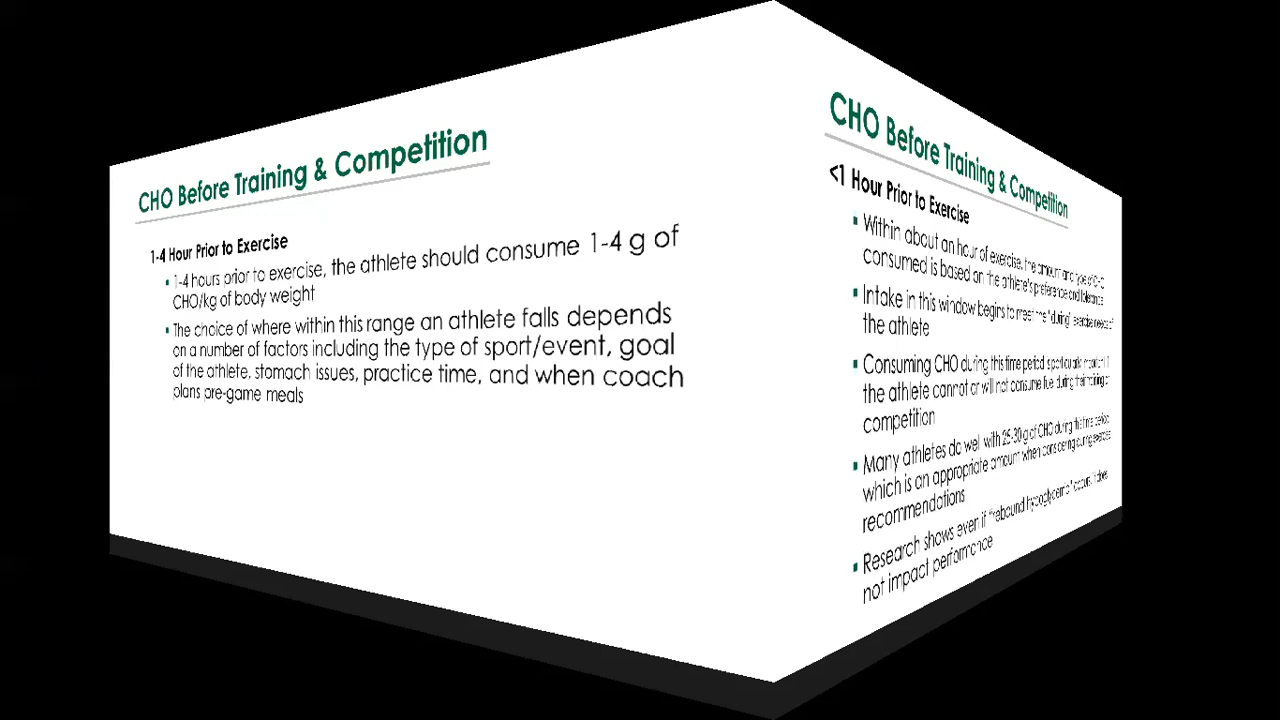 CHO Before Training & Competition
1-4 Hour Prior to Exercise
▪ 1-4 hours prior to exercise, the athlete should consume 1-4 g of
CHO/kg of body weight
▪ The choice of where within this range an athlete falls depends
on a number of factors including the type of sport/event, goal
of the athlete, stomach issues, practice time, and when coach
plans pre-game meals
CHO Before Training & Competition
<1 Hour Prior to Exercise
▪ Within about an hour of exercise, the amount and type of CHO
consumed is based on the athlete's preference and tolerance
▪ Intake in this window begins to meet the "during" exercise needs of
the athlete
▪ Consuming CHO during this time period is particularly important if
the athlete cannot or will not consume fuel during their training or
competition
▪ Many athletes do well with 25-30 g of CHO during this time period
which is an appropriate amount when considering during exercise
recommendations
▪ Research shows even if "rebound hypoglycemia" occurs, it does
not impact performance